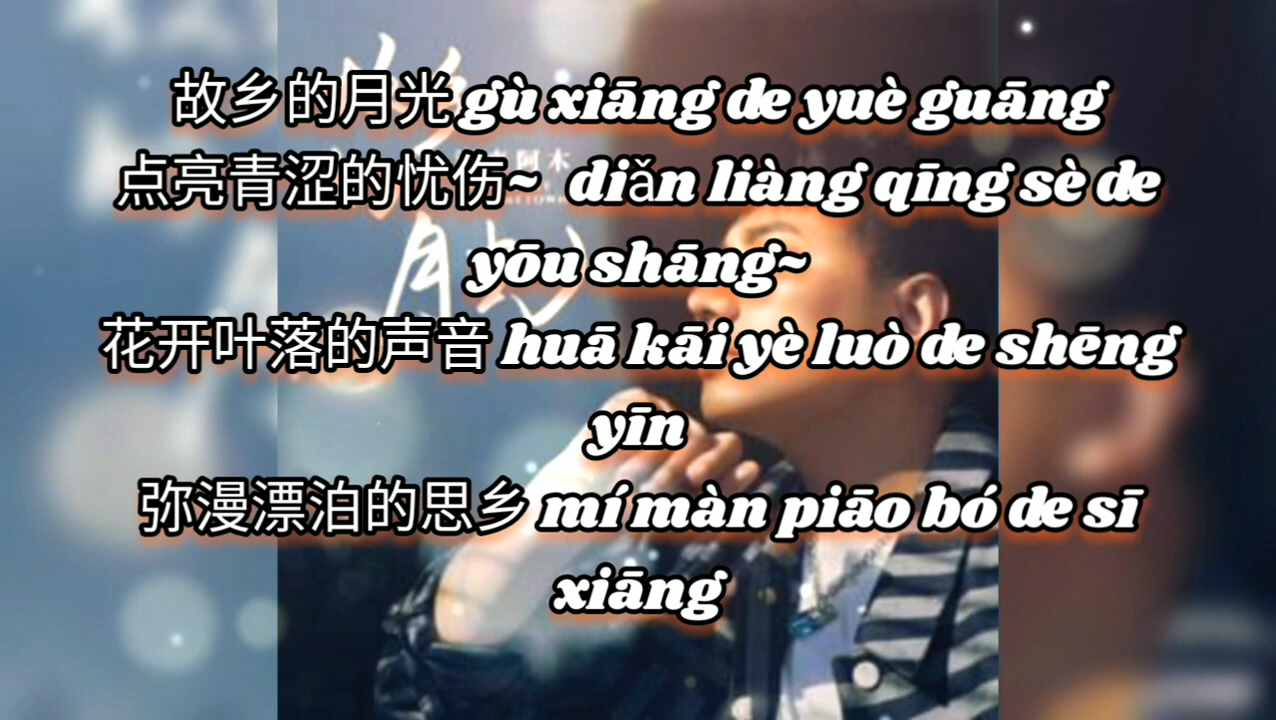 故乡的月光 gù xiāng de yuè guāng
点亮青涩的忧伤~ diǎn liàng qīng sè de
yōu shāng~
花开叶落的声音 huā kāi yè luò de shēng
yīn
弥漫漂泊的思乡 mí màn piāo bó de sī
xiāng